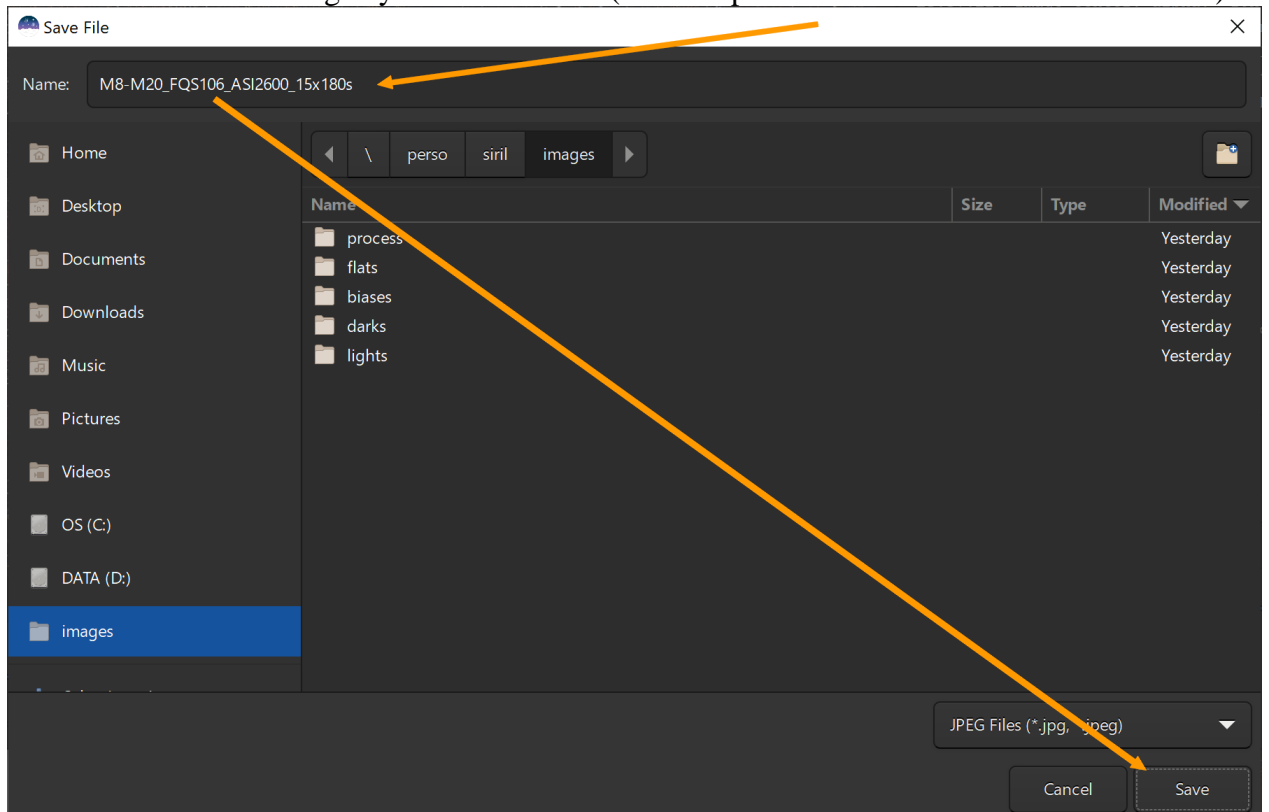 Save File
Name: M8-M20_FQS106_ASI2600_15x180s
Home
Desktop
Documents
Downloads
Music
Pictures
Videos
OS (C:)
DATA (D:)
images
\ perso siril images
Name Size Type Modified
process Yesterday
flats Yesterday
biases Yesterday
darks Yesterday
lights Yesterday
JPEG Files (*.jpg, *.jpeg)
Cancel Save